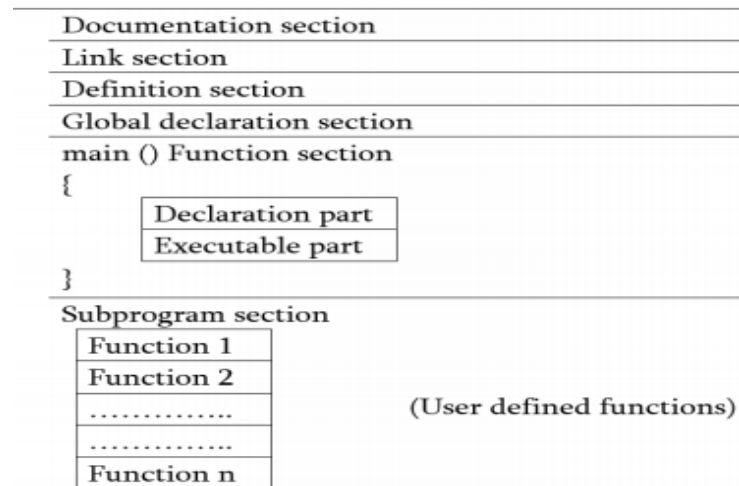 Documentation section
Link section
Definition section
Global declaration section
main () Function section
{
Declaration part
Executable part
}
Subprogram section
Function 1
Function 2
..............
(User defined functions)
..............
Function n